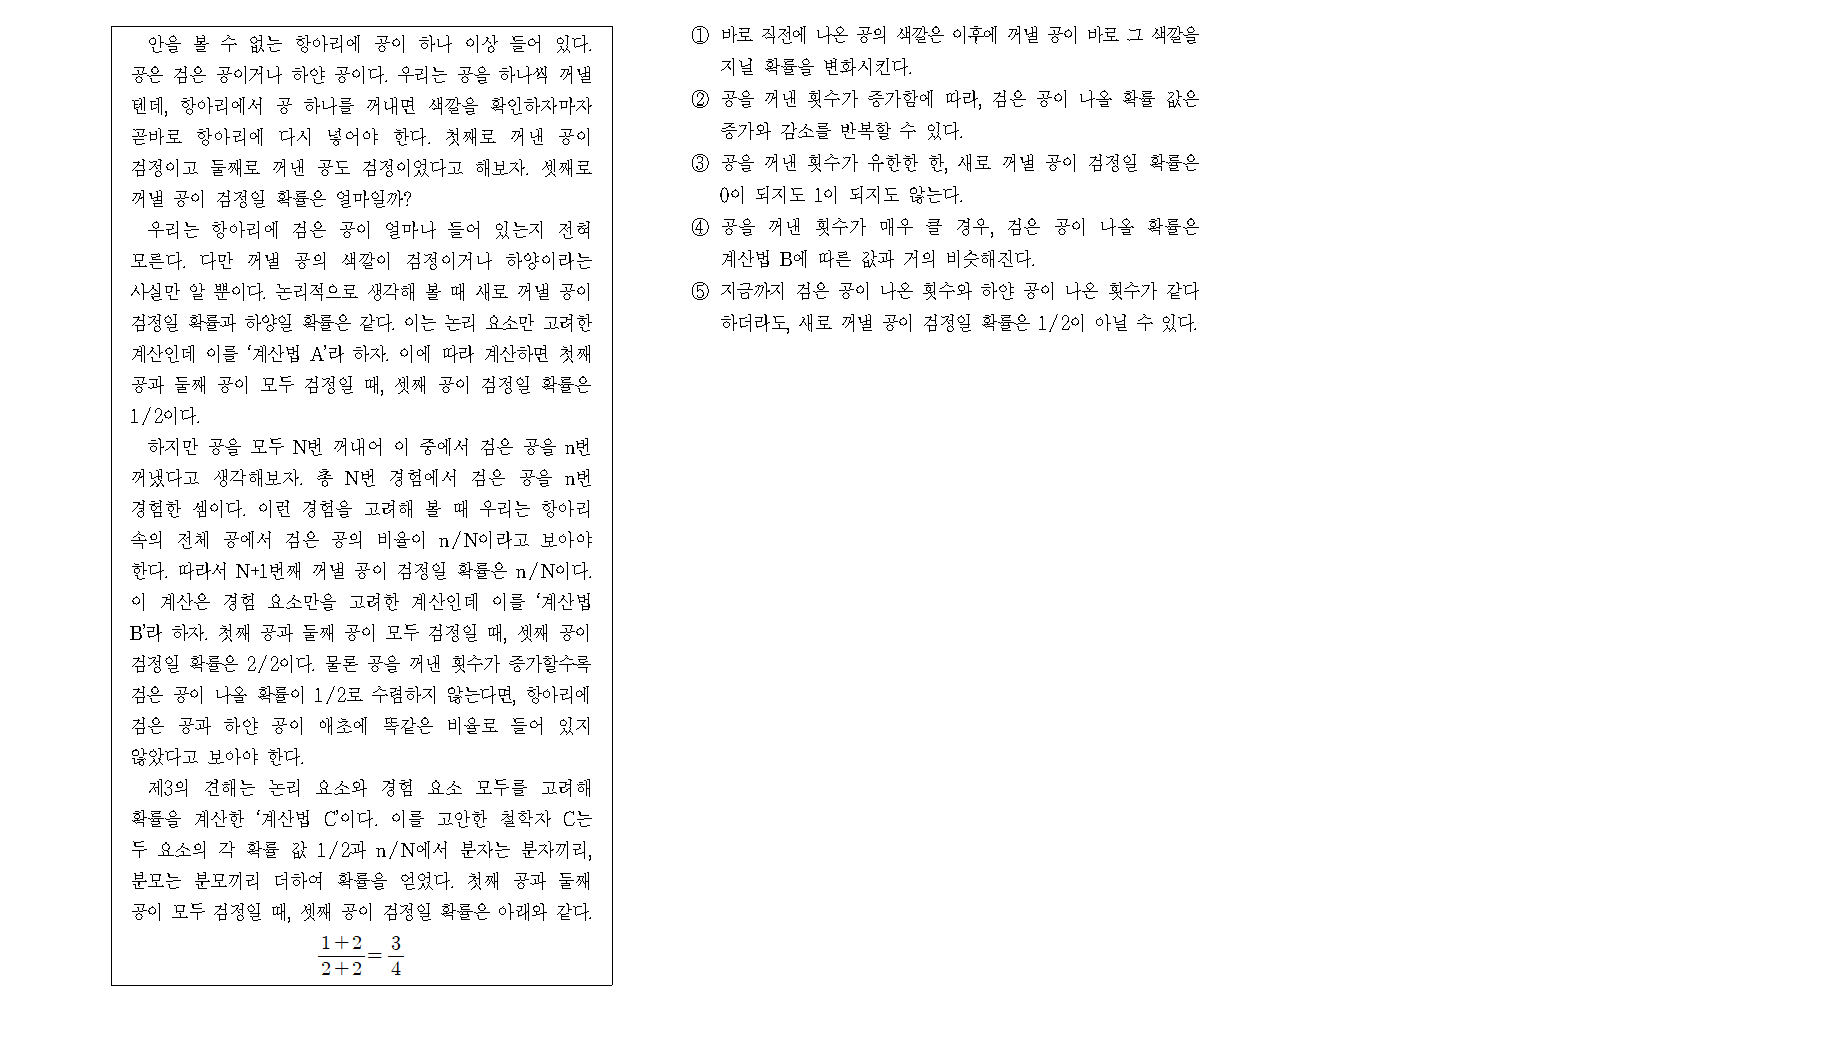 안을 볼 수 없는 항아리에 공이 하나 이상 들어 있다.
공은 검은 공이거나 하얀 공이다. 우리는 공을 하나씩 꺼낼
텐데, 항아리에서 공 하나를 꺼내면 색깔을 확인하자마자
곧바로 항아리에 다시 넣어야 한다. 첫째로 꺼낸 공이
검정이고 둘째로 꺼낸 공도 검정이었다고 해보자. 셋째로
꺼낼 공이 검정일 확률은 얼마일까?
우리는 항아리에 검은 공이 얼마나 들어 있는지 전혀
모른다. 다만 꺼낼 공의 색깔이 검정이거나 하양이라는
사실만 알 뿐이다. 논리적으로 생각해 볼 때 새로 꺼낼 공이
검정일 확률과 하양일 확률은 같다. 이는 논리 요소만 고려한
계산인데 이를 ‘계산법 A’라 하자. 이에 따라 계산하면 첫째
공과 둘째 공이 모두 검정일 때, 셋째 공이 검정일 확률은
1/2이다.
하지만 공을 모두 N번 꺼내어 이 중에서 검은 공을 n번
꺼냈다고 생각해보자. 총 N번 경험에서 검은 공을 n번
경험한 셈이다. 이런 경험을 고려해 볼 때 우리는 항아리
속의 전체 공에서 검은 공의 비율이 n/N이라고 보아야
한다. 따라서 N+1번째 꺼낼 공이 검정일 확률은 n/N이다.
이 계산은 경험 요소만을 고려한 계산인데 이를 ‘계산법
B’라 하자. 첫째 공과 둘째 공이 모두 검정일 때, 셋째 공이
검정일 확률은 2/2이다. 물론 공을 꺼낸 횟수가 증가할수록
검은 공이 나올 확률이 1/2로 수렴하지 않는다면, 항아리에
검은 공과 하얀 공이 애초에 똑같은 비율로 들어 있지
않았다고 보아야 한다.
제3의 견해는 논리 요소와 경험 요소 모두를 고려해
확률을 계산한 ‘계산법 C’이다. 이를 고안한 철학자 C는
두 요소의 각 확률 값 1/2과 n/N에서 분자는 분자끼리,
분모는 분모끼리 더하여 확률을 얻었다. 첫째 공과 둘째
공이 모두 검정일 때, 셋째 공이 검정일 확률은 아래와 같다.
1+2 3
=
2+2 4
① 바로 직전에 나온 공의 색깔은 이후에 꺼낼 공이 바로 그 색깔을
지닐 확률을 변화시킨다.
② 공을 꺼낸 횟수가 증가함에 따라, 검은 공이 나올 확률 값은
증가와 감소를 반복할 수 있다.
③ 공을 꺼낸 횟수가 유한한 한, 새로 꺼낼 공이 검정일 확률은
0이 되지도 1이 되지도 않는다.
④ 공을 꺼낸 횟수가 매우 클 경우, 검은 공이 나올 확률은
계산법 B에 따른 값과 거의 비슷해진다.
⑤ 지금까지 검은 공이 나온 횟수와 하얀 공이 나온 횟수가 같다
하더라도, 새로 꺼낼 공이 검정일 확률은 1/2이 아닐 수 있다.